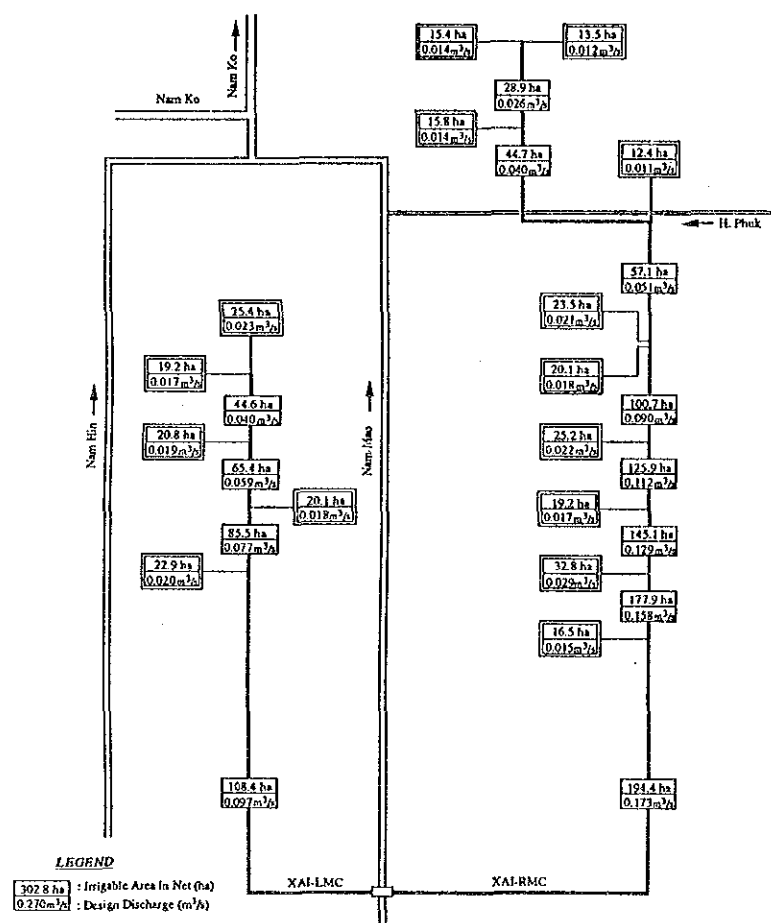 15.4 ha
0.014m³/s
13.5 ha
0.012m³/s
Nam Ko
28.9 ha
0.026m³/s
Nam Ko
15.8 ha
0.014m³/s
44.7 ha
0.040m³/s
12.4 ha
0.011m³/s
H. Phuk
57.1 ha
0.051m³/s
25.4 ha
0.023m³/s
23.5 ha
0.021m³/s
19.2 ha
0.017m³/s
20.1 ha
0.018m³/s
Nam Hin
44.6 ha
0.040m³/s
Nam Mao
100.7 ha
0.090m³/s
20.8 ha
0.019m³/s
25.2 ha
0.022m³/s
65.4 ha
0.059m³/s
125.9 ha
0.112m³/s
20.1 ha
0.018m³/s
19.2 ha
0.017m³/s
85.5 ha
0.077m³/s
145.1 ha
0.129m³/s
22.9 ha
0.020m³/s
32.8 ha
0.029m³/s
177.9 ha
0.158m³/s
16.5 ha
0.015m³/s
108.4 ha
0.097m³/s
194.4 ha
0.173m³/s
LEGEND
302.8 ha : Irrigable Area in Net (ha)
0.270m³/s : Design Discharge (m³/s)
XAI-LMC
XAI-RMC